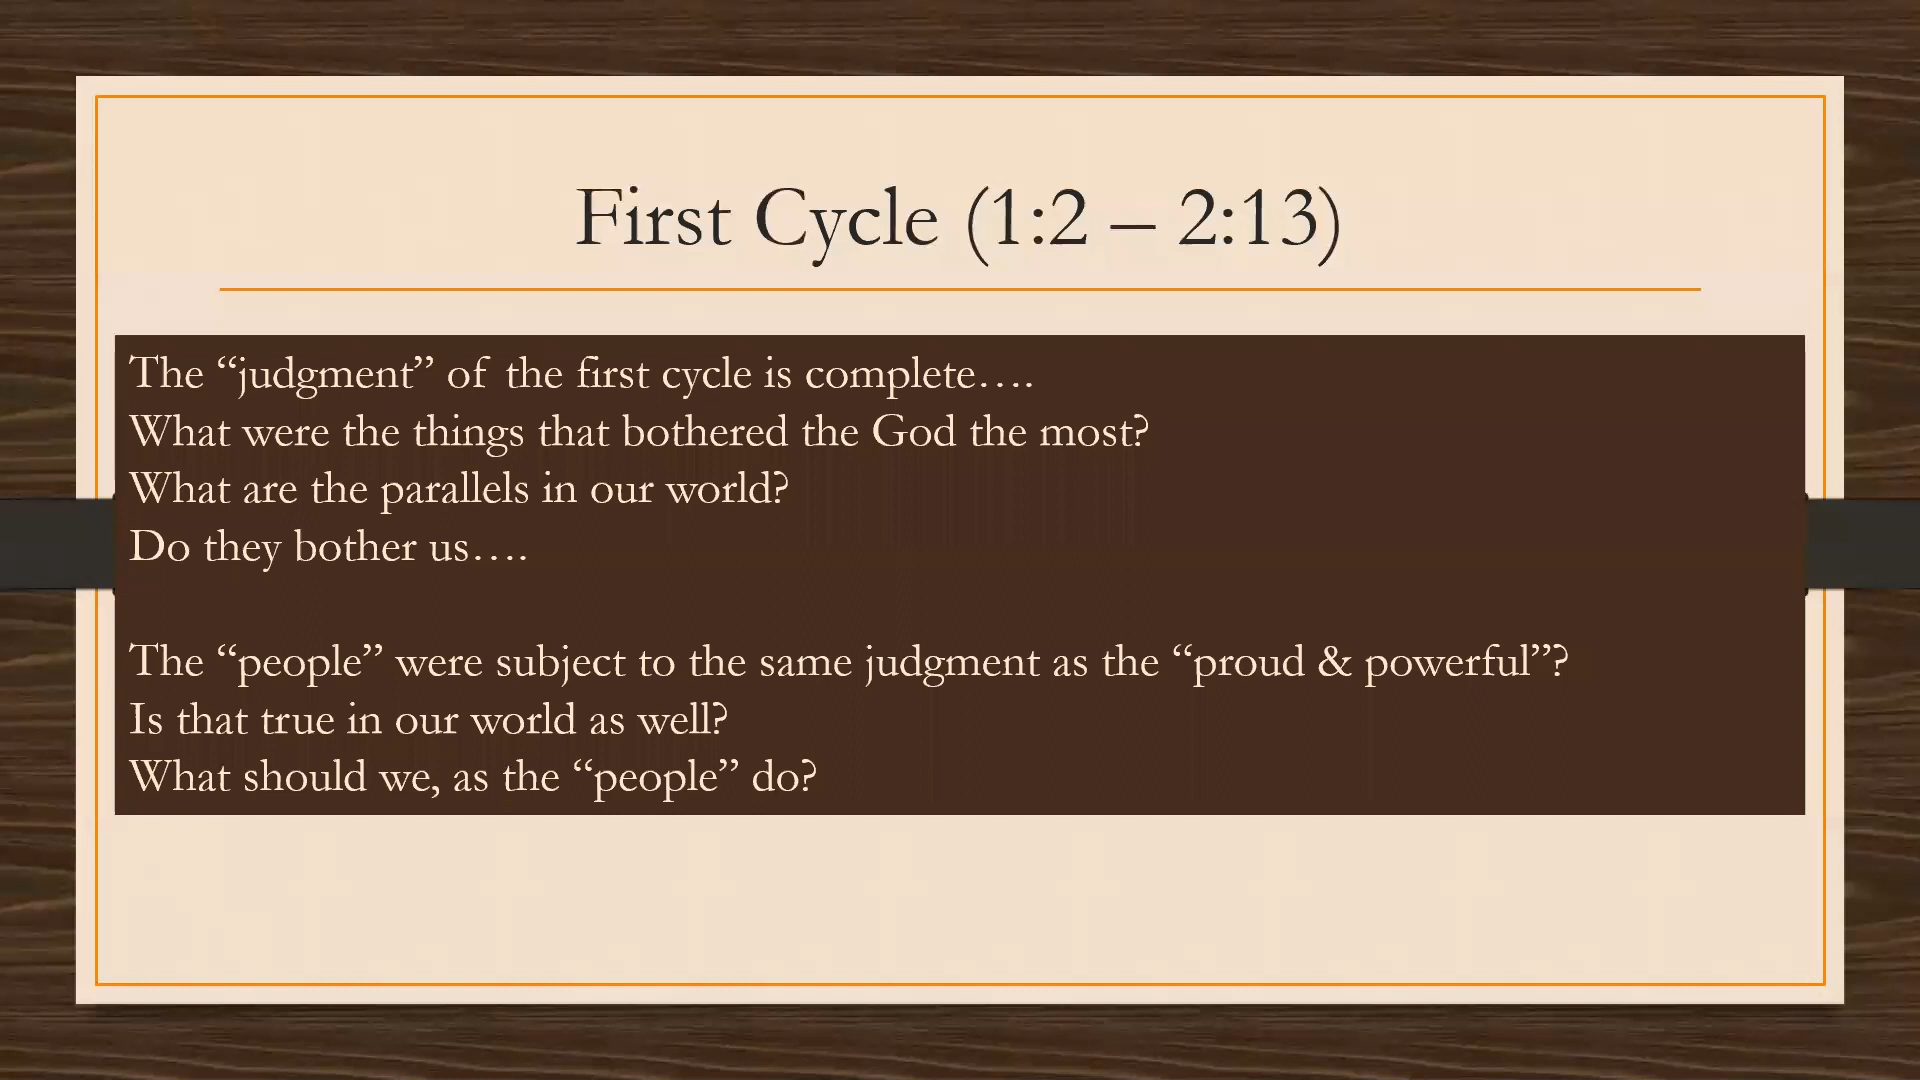 First Cycle (1:2 – 2:13)
The “judgment” of the first cycle is complete….
What were the things that bothered the God the most?
What are the parallels in our world?
Do they bother us….
The “people” were subject to the same judgment as the “proud & powerful”?
Is that true in our world as well?
What should we, as the “people” do?